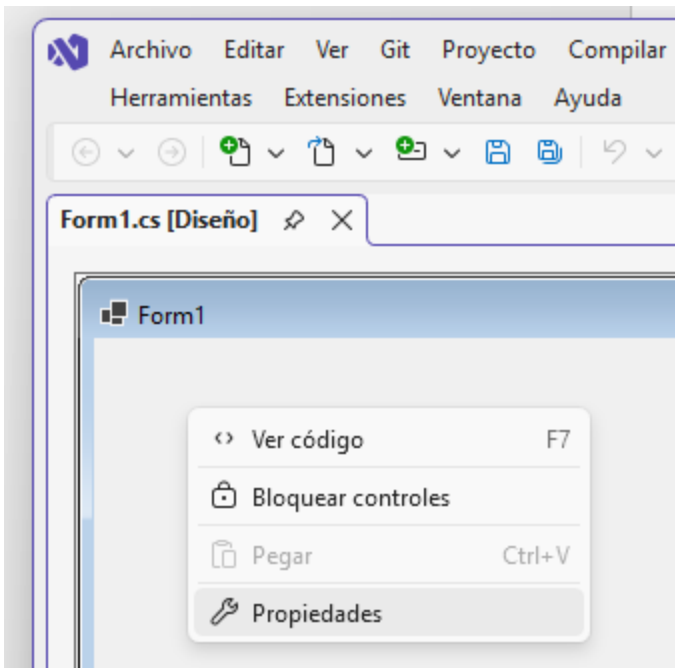 Archivo Editar Ver Git Proyecto Compilar
Herramientas Extensiones Ventana Ayuda
Form1.cs [Diseño]
Form1
Ver código F7
Bloquear controles
Pegar Ctrl+V
Propiedades